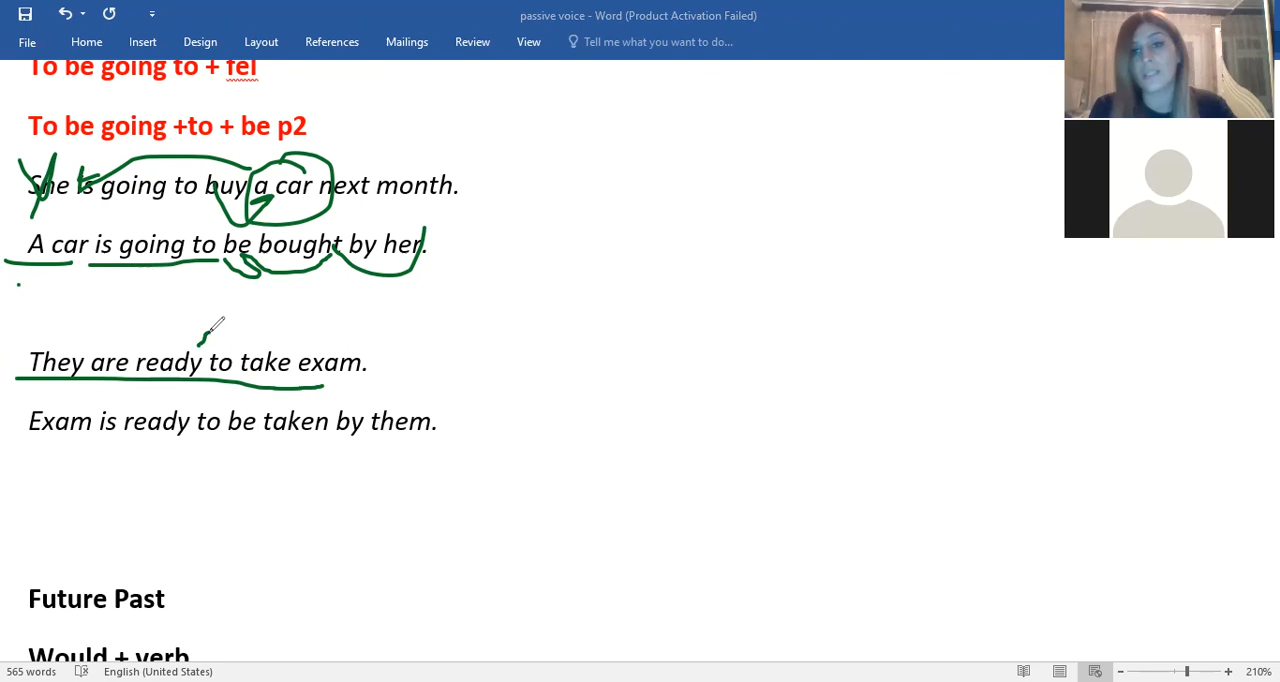 passive voice - Word (Product Activation Failed)
File Home Insert Design Layout References Mailings Review View Tell me what you want to do...
To be going to + fel
To be going +to + be p2
She is going to buy a car next month.
A car is going to be bought by her.
They are ready to take exam.
Exam is ready to be taken by them.
Future Past
Would + verb
565 words English (United States) 210%